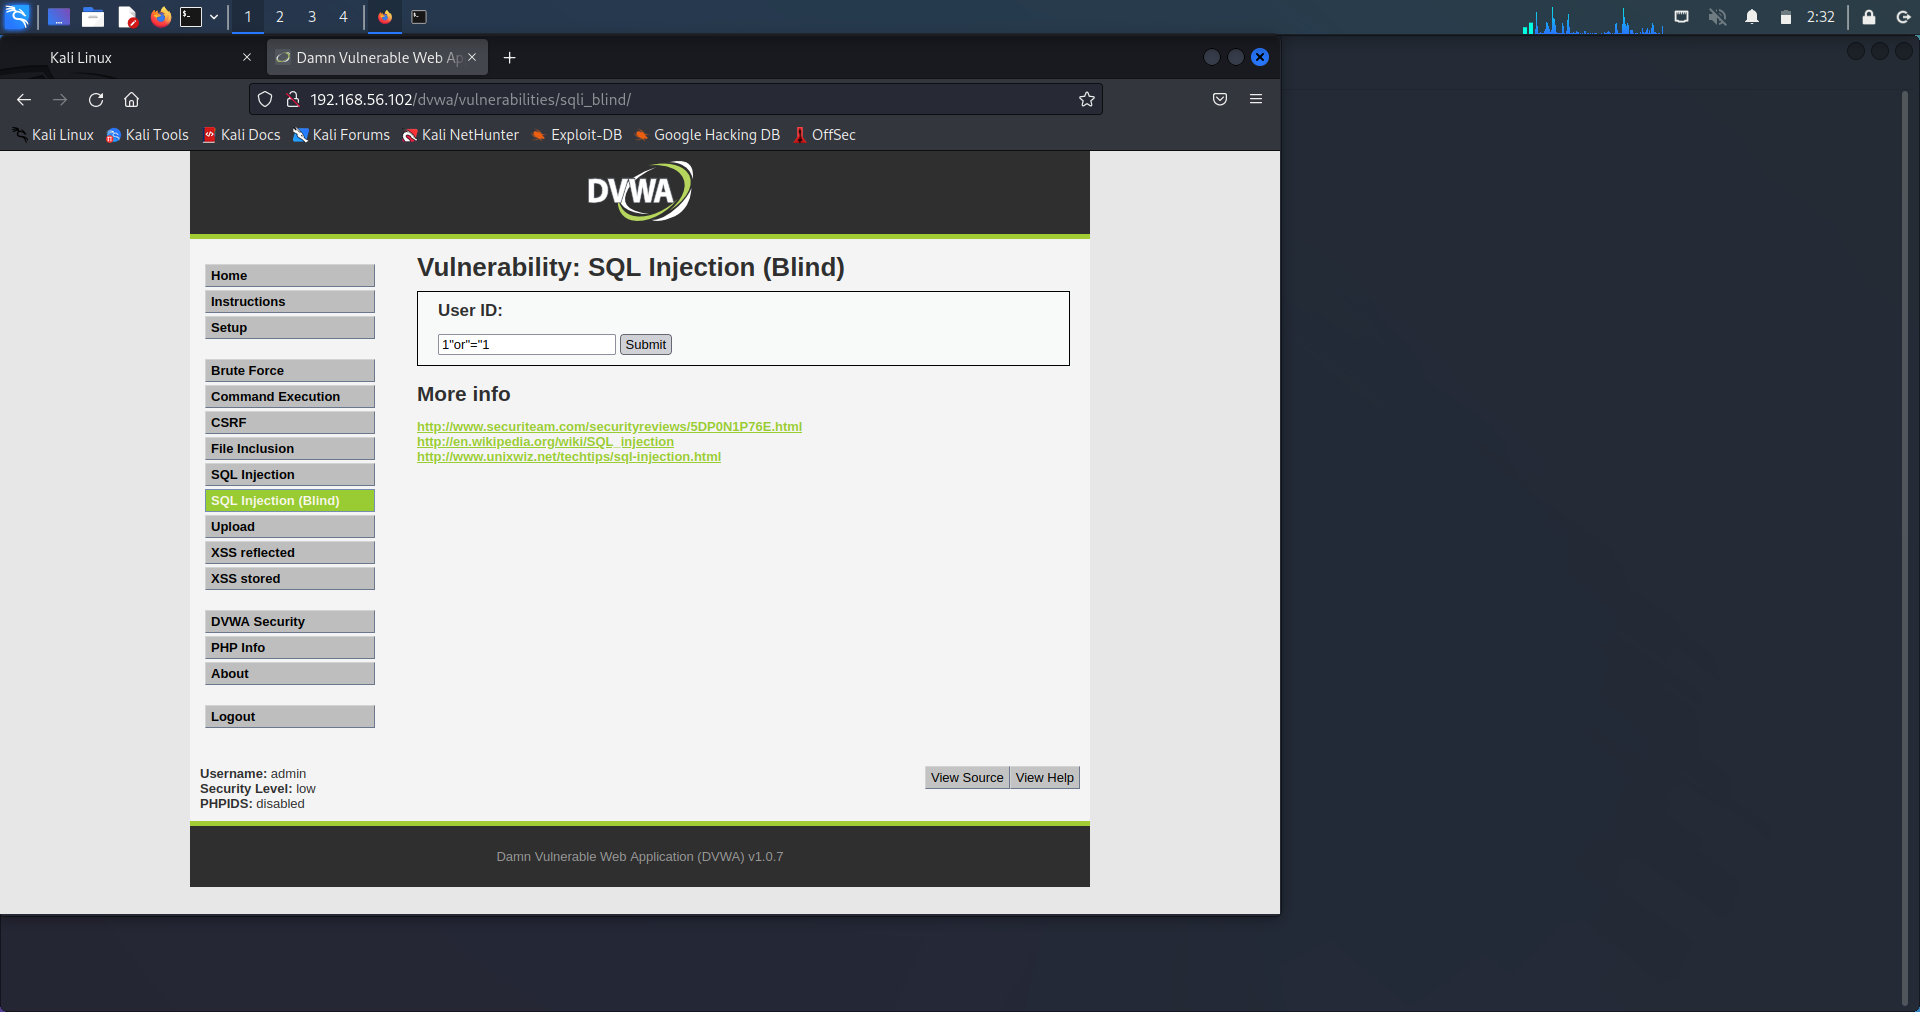 1 2 3 4 2:32
Kali Linux
Damn Vulnerable Web Ap
192.168.56.102/dvwa/vulnerabilities/sqli_blind/
Kali Linux Kali Tools Kali Docs Kali Forums Kali NetHunter Exploit-DB Google Hacking DB OffSec
DVWA
Home
Instructions
Setup
Brute Force
Command Execution
CSRF
File Inclusion
SQL Injection
SQL Injection (Blind)
Upload
XSS reflected
XSS stored
DVWA Security
PHP Info
About
Logout
Vulnerability: SQL Injection (Blind)
User ID:
1"or"="1 Submit
More info
http://www.securiteam.com/securityreviews/5DP0N1P76E.html
http://en.wikipedia.org/wiki/SQL_injection
http://www.unixwiz.net/techtips/sql-injection.html
Username: admin
Security Level: low
PHPIDS: disabled
View Source View Help
Damn Vulnerable Web Application (DVWA) v1.0.7